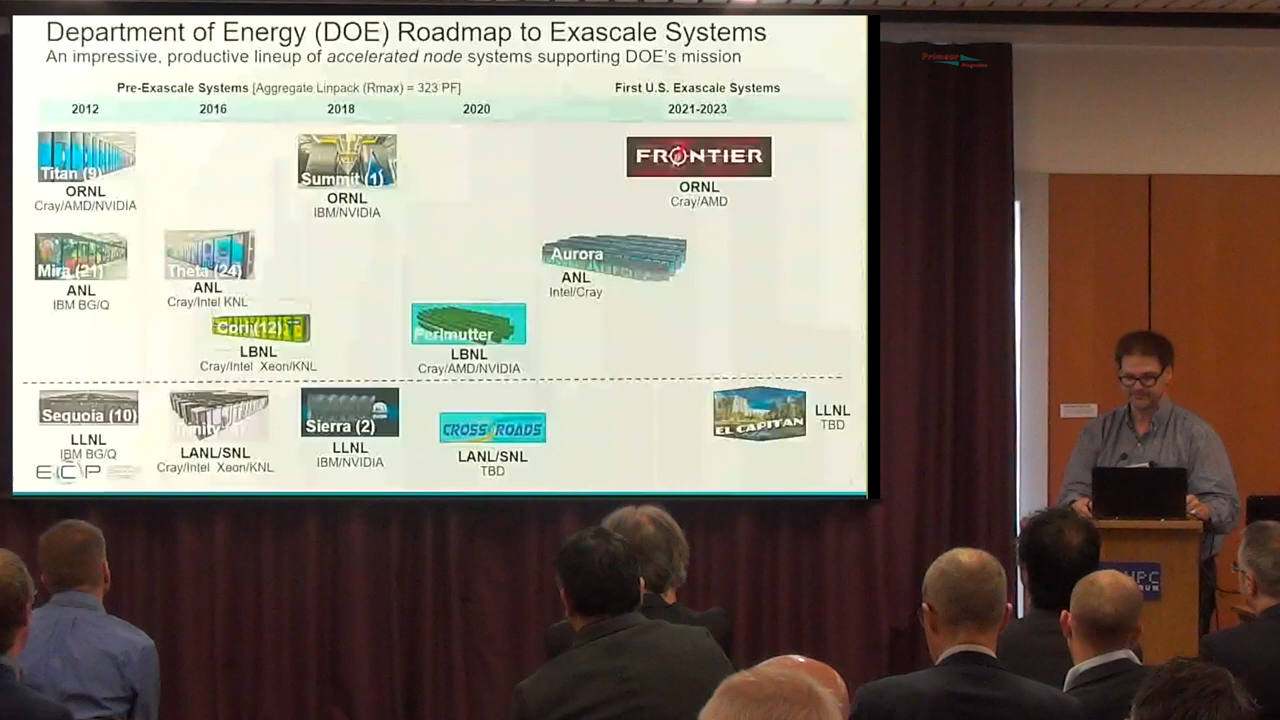 Department of Energy (DOE) Roadmap to Exascale Systems
An impressive, productive lineup of accelerated node systems supporting DOE's mission
Pre-Exascale Systems [Aggregate Linpack (Rmax) = 323 PF]
First U.S. Exascale Systems
2012
2016
2018
2020
2021-2023
Titan (9)
ORNL
Cray/AMD/NVIDIA
Summit (1)
ORNL
IBM/NVIDIA
FRONTIER
ORNL
Cray/AMD
Mira (21)
ANL
IBM BG/Q
Theta (24)
ANL
Cray/Intel KNL
Aurora
ANL
Intel/Cray
Cori (12)
LBNL
Cray/Intel Xeon/KNL
Perlmutter
LBNL
Cray/AMD/NVIDIA
Sequoia (10)
LLNL
IBM BG/Q
LANL/SNL
Cray/Intel Xeon/KNL
Sierra (2)
LLNL
IBM/NVIDIA
CROSSROADS
LANL/SNL
TBD
EL CAPITAN
LLNL
TBD
ECP
Primeur
Magazine
HPC